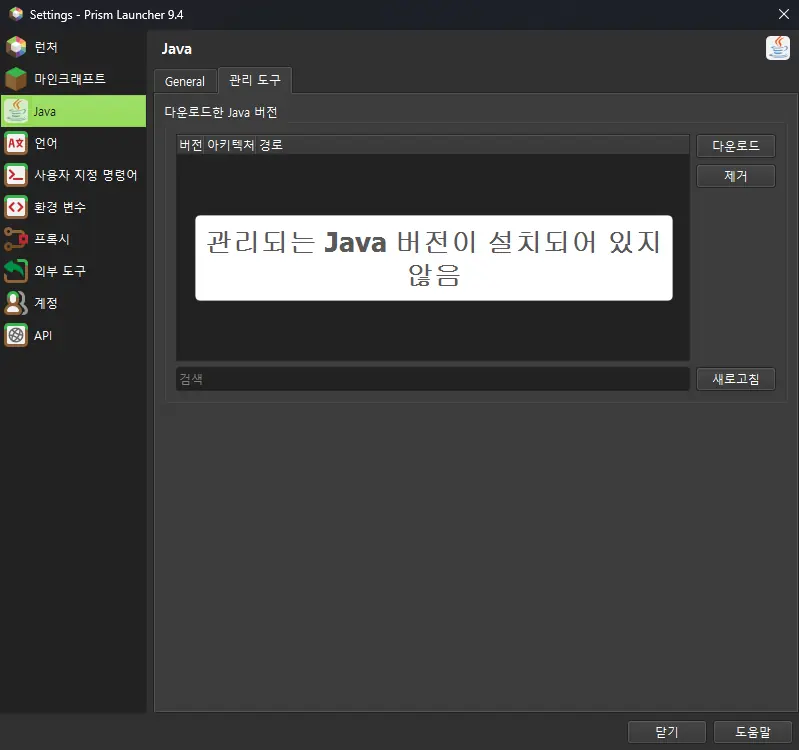 Settings - Prism Launcher 9.4
런처
마인크래프트
Java
언어
사용자 지정 명령어
환경 변수
프록시
외부 도구
계정
API
Java
General
관리 도구
다운로드한 Java 버전
버전 아키텍처 경로
다운로드
제거
관리되는 Java 버전이 설치되어 있지
않음
검색
새로고침
닫기
도움말